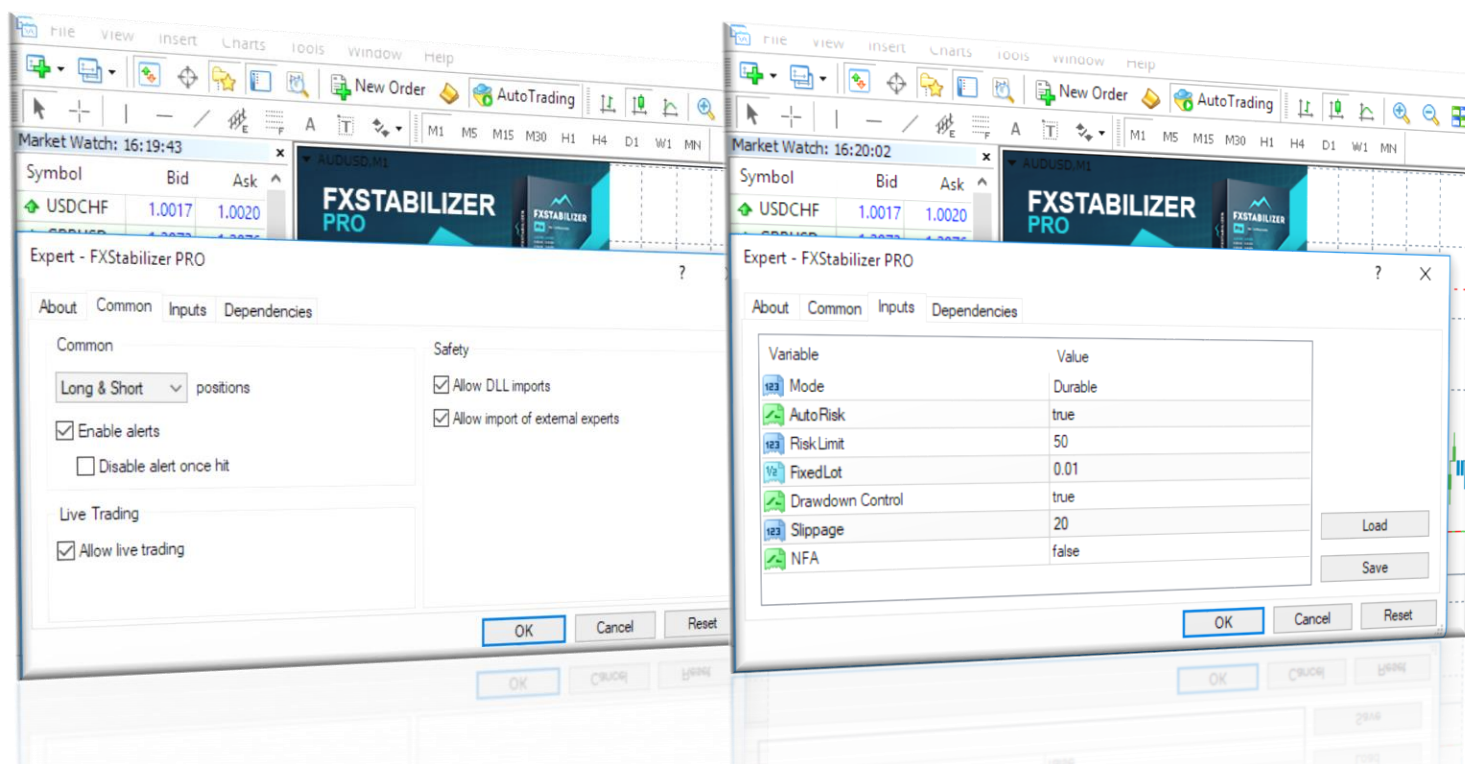 File View Insert Charts Tools Window Help
New Order AutoTrading
A T M1 M5 M15 M30 H1 H4 D1 W1 MN
Market Watch: 16:19:43 x
Symbol Bid Ask
USDCHF 1.0017 1.0020
AUDUSD.M1
FXSTABILIZER
PRO
FXSTABILIZER
Expert - FXStabilizer PRO ?
About Common Inputs Dependencies
Common
Long & Short positions
Enable alerts
Disable alert once hit
Live Trading
Allow live trading
Safety
Allow DLL imports
Allow import of external experts
OK Cancel Reset
File View Insert Charts Tools Window Help
New Order AutoTrading
A T M1 M5 M15 M30 H1 H4 D1 W1 MN
Market Watch: 16:20:02 x
Symbol Bid Ask
USDCHF 1.0017 1.0020
AUDUSD.M1
FXSTABILIZER
PRO
FXSTABILIZER
Expert - FXStabilizer PRO ? X
About Common Inputs Dependencies
Variable Value
123 Mode Durable
AutoRisk true
123 RiskLimit 50
FixedLot 0.01
Drawdown Control true
123 Slippage 20
NFA false
Load
Save
OK Cancel Reset